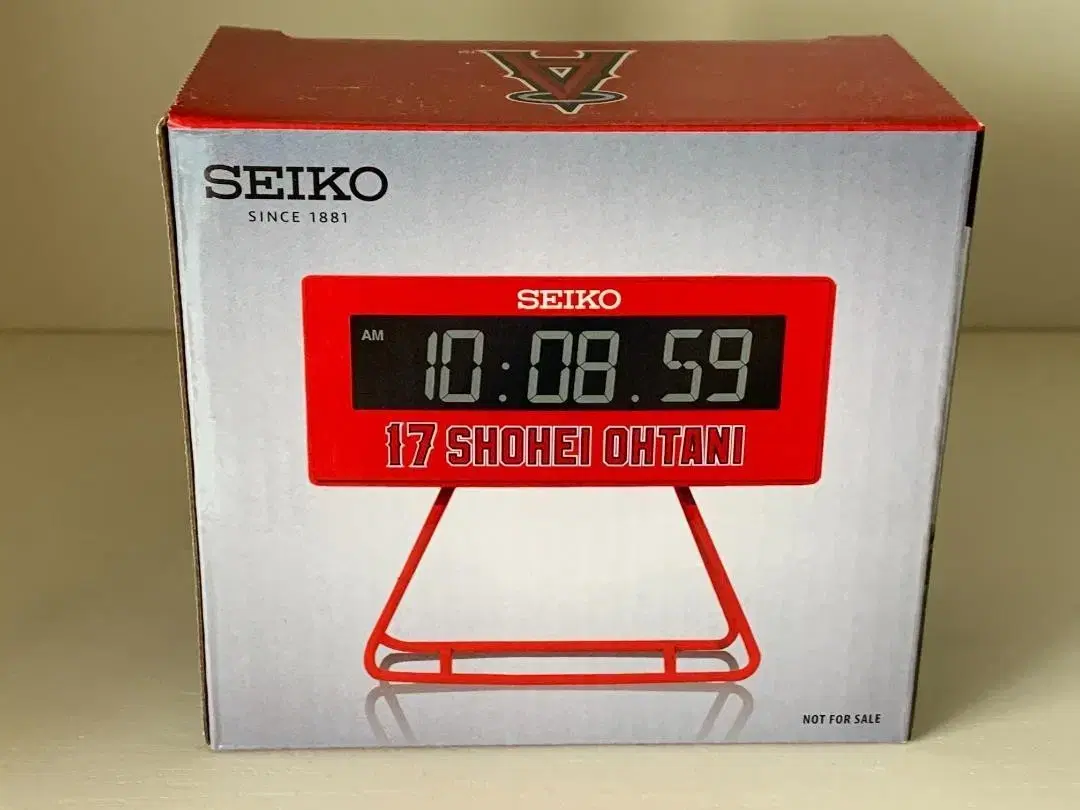 SEIKO
SINCE 1881
SEIKO
AM 10:08.59
17 SHOHEI OHTANI
NOT FOR SALE